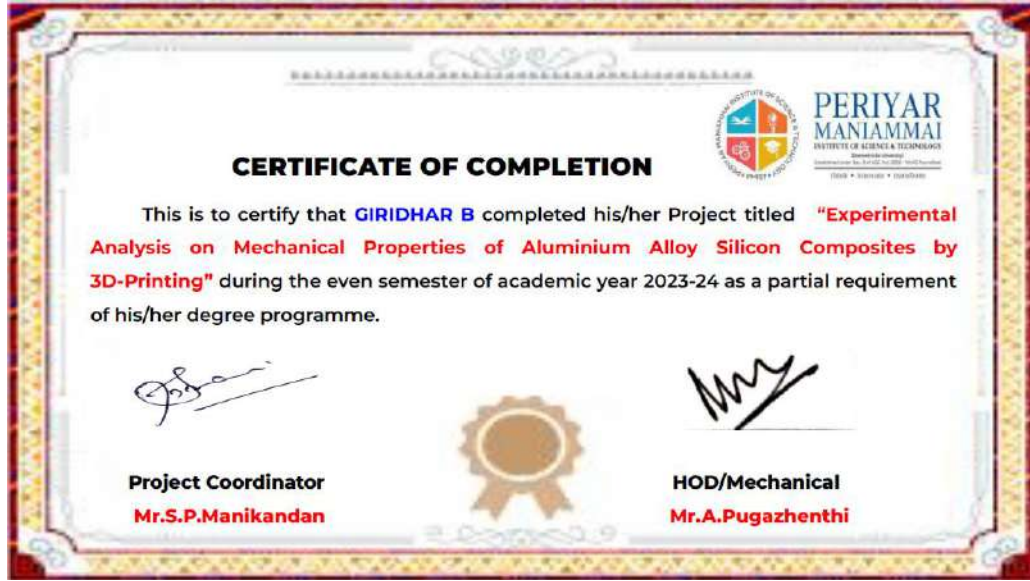 PERIYAR
MANIAMMAI
INSTITUTE OF SCIENCE & TECHNOLOGY
CERTIFICATE OF COMPLETION
This is to certify that GIRIDHAR B completed his/her Project titled "Experimental
Analysis on Mechanical Properties of Aluminium Alloy Silicon Composites by
3D-Printing" during the even semester of academic year 2023-24 as a partial requirement
of his/her degree programme.
Project Coordinator
Mr.S.P.Manikandan
HOD/Mechanical
Mr.A.Pugazhenthi